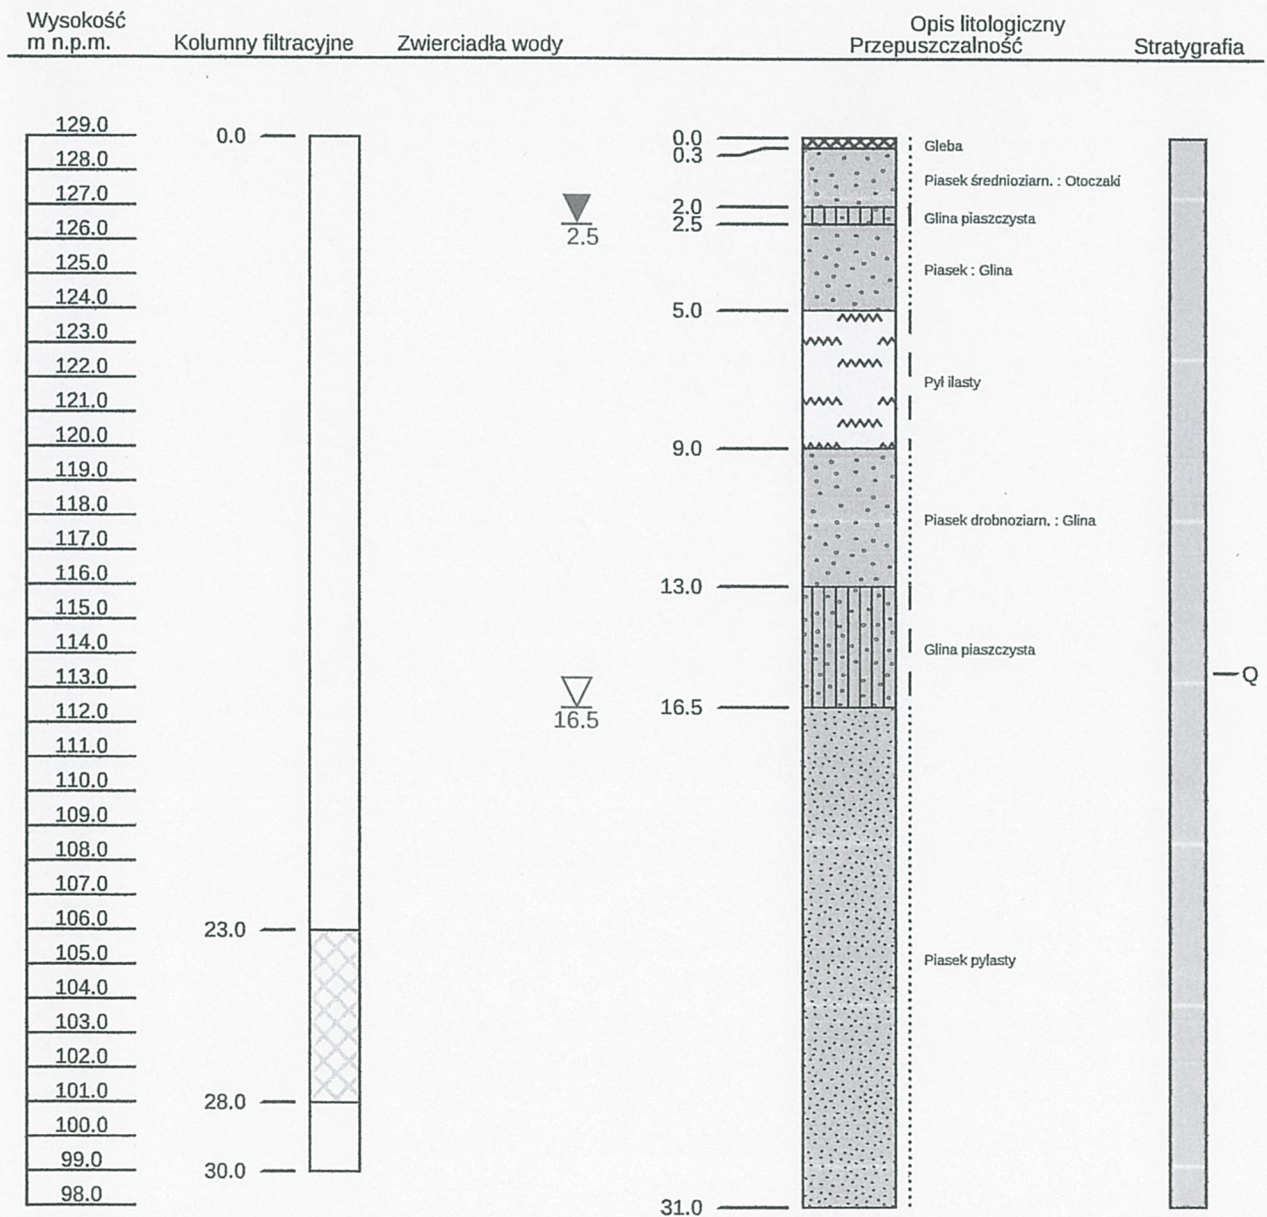 Wysokość
m n.p.m.
Kolumny filtracyjne
Zwierciadła wody
Opis litologiczny
Przepuszczalność
Stratygrafia
129.0
128.0
127.0
126.0
125.0
124.0
123.0
122.0
121.0
120.0
119.0
118.0
117.0
116.0
115.0
114.0
113.0
112.0
111.0
110.0
109.0
108.0
107.0
106.0
105.0
104.0
103.0
102.0
101.0
100.0
99.0
98.0
0.0
23.0
28.0
30.0
2.5
16.5
0.0
0.3
2.0
2.5
5.0
9.0
13.0
16.5
31.0
Gleba
Piasek średnioziarn. : Otoczaki
Glina piaszczysta
Piasek : Glina
Pył ilasty
Piasek drobnoziarn. : Glina
Glina piaszczysta
Piasek pylasty
Q